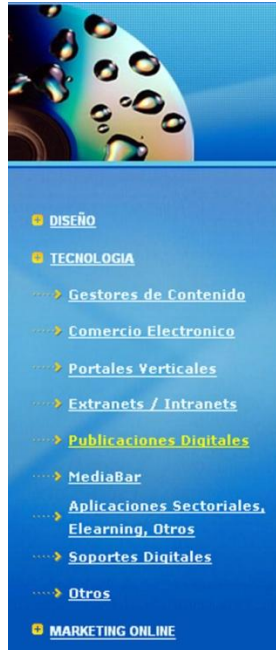 DISEÑO
TECNOLOGIA
Gestores de Contenido
Comercio Electronico
Portales Verticales
Extranets / Intranets
Publicaciones Digitales
MediaBar
Aplicaciones Sectoriales,
Elearning, Otros
Soportes Digitales
Otros
MARKETING ONLINE